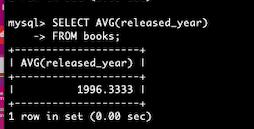 mysql> SELECT AVG(released_year)
    -> FROM books;
+--------------------+
| AVG(released_year) |
+--------------------+
|          1996.3333 |
+--------------------+
1 row in set (0.00 sec)